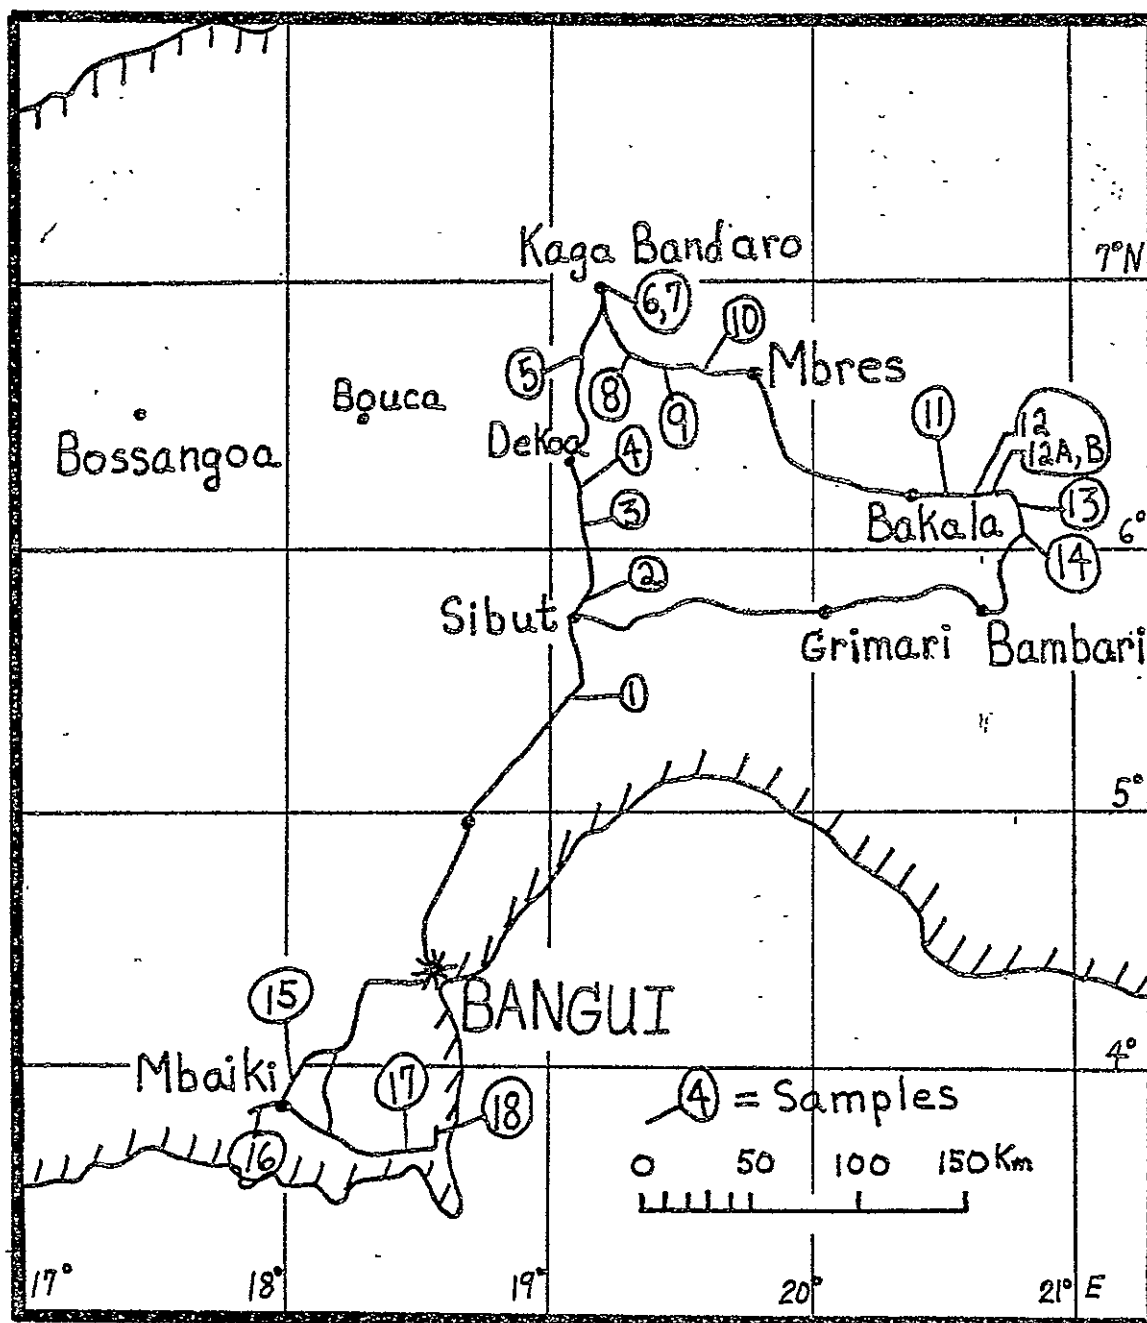 Kaga Bandaro
7°N
6,7
10
5
8
9
Mbres
Bouca
Bossangoa
Dekoa
4
11
12
12A, B
3
13
Bakala
6°
2
14
Sibut
Grimari
Bambari
1
5°
BANGUI
15
4°
Mbaiki
17
18
16
4 = Samples
0 50 100 150 Km
17° 18° 19° 20° 21° E